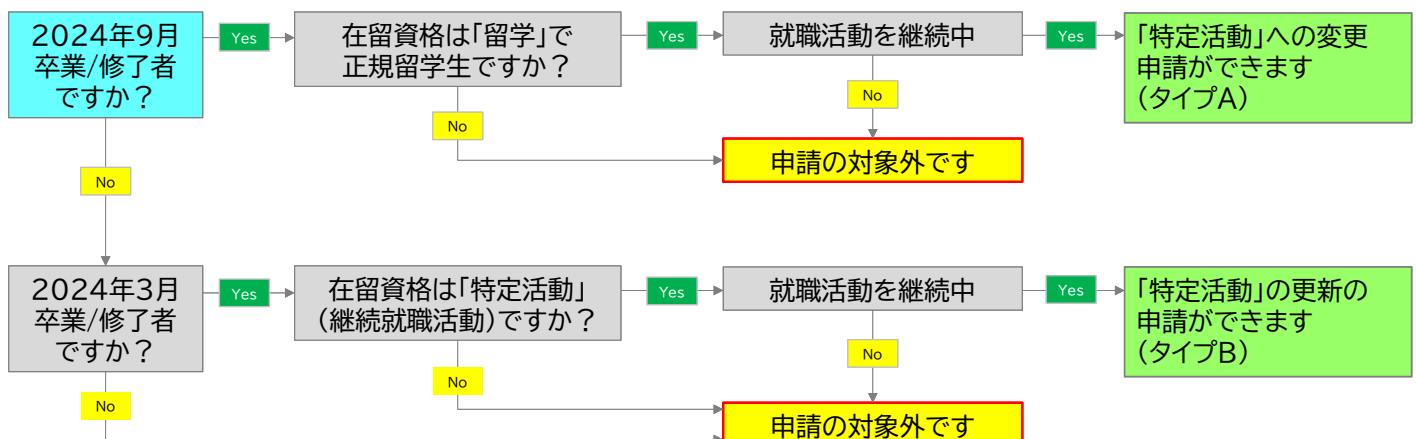 2024年9月
卒業/修了者
ですか？
Yes
在留資格は「留学」で
正規留学生ですか？
Yes
就職活動を継続中
Yes
「特定活動」への変更
申請ができます
（タイプA）
No
No
申請の対象外です
No
2024年3月
卒業/修了者
ですか？
Yes
在留資格は「特定活動」
（継続就職活動）ですか？
Yes
就職活動を継続中
Yes
「特定活動」の更新の
申請ができます
（タイプB）
No
No
No
申請の対象外です